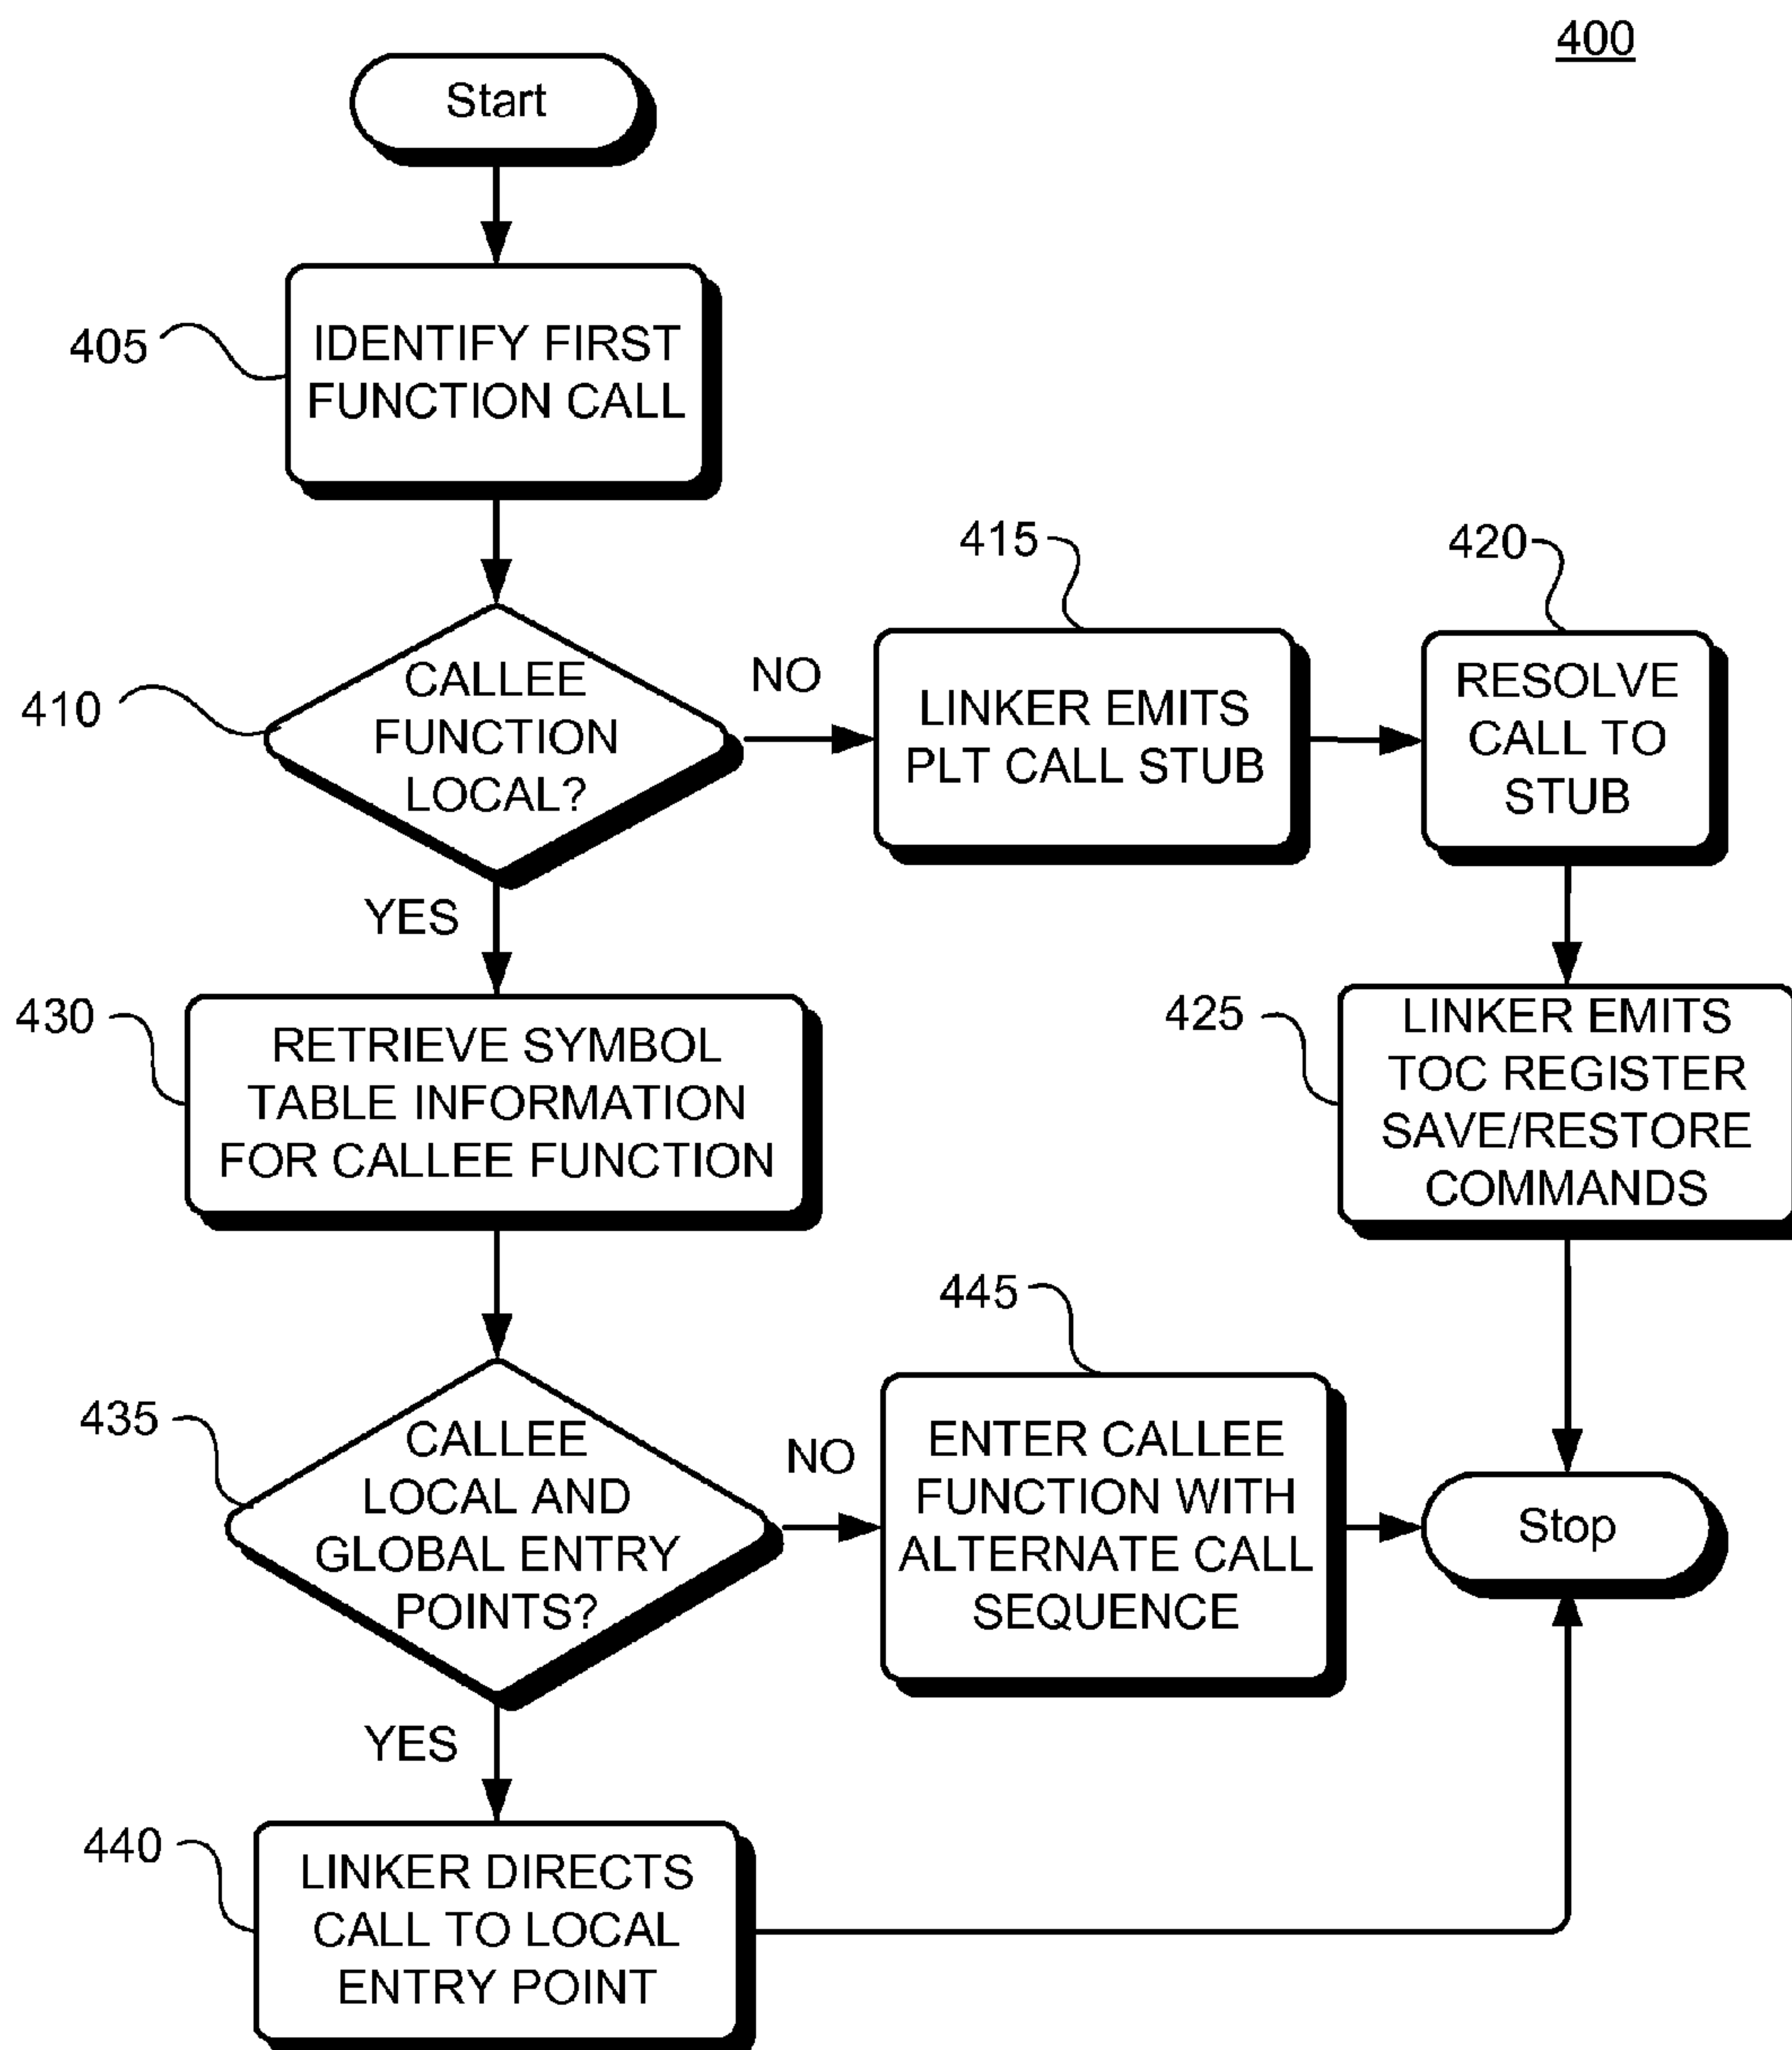 400
Start
405
IDENTIFY FIRST
FUNCTION CALL
410
CALLEE
FUNCTION
LOCAL?
NO
415
LINKER EMITS
PLT CALL STUB
420
RESOLVE
CALL TO
STUB
YES
425
LINKER EMITS
TOC REGISTER
SAVE/RESTORE
COMMANDS
430
RETRIEVE SYMBOL
TABLE INFORMATION
FOR CALLEE FUNCTION
435
CALLEE
LOCAL AND
GLOBAL ENTRY
POINTS?
NO
445
ENTER CALLEE
FUNCTION WITH
ALTERNATE CALL
SEQUENCE
Stop
YES
440
LINKER DIRECTS
CALL TO LOCAL
ENTRY POINT